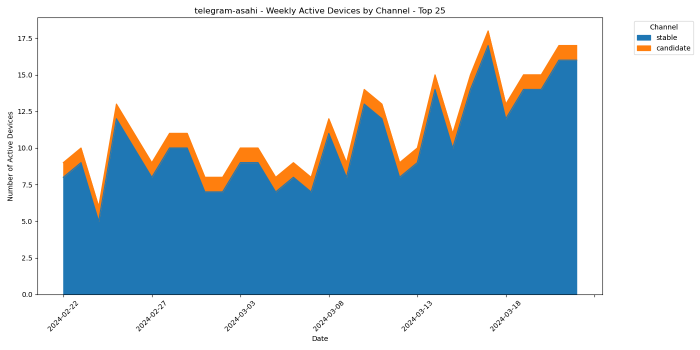 telegram-asahi - Weekly Active Devices by Channel - Top 25
Channel
stable
candidate
Number of Active Devices
17.5
15.0
12.5
10.0
7.5
5.0
2.5
0.0
2024-02-22
2024-02-27
2024-03-03
2024-03-08
2024-03-13
2024-03-18
Date